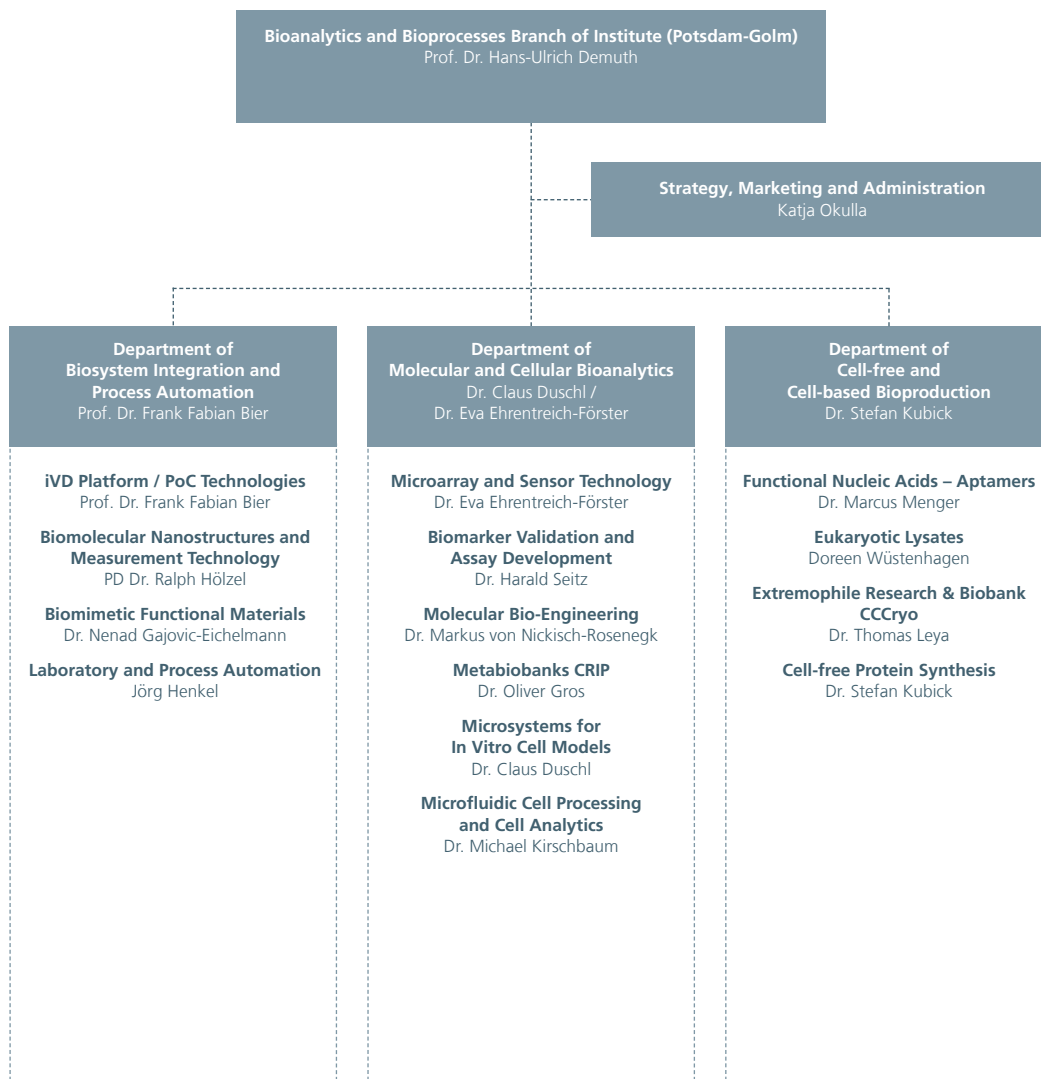 Bioanalytics and Bioprocesses Branch of Institute (Potsdam-Golm)
Prof. Dr. Hans-Ulrich Demuth
Strategy, Marketing and Administration
Katja Okulla
Department of
Biosystem Integration and
Process Automation
Prof. Dr. Frank Fabian Bier
iVD Platform / PoC Technologies
Prof. Dr. Frank Fabian Bier
Biomolecular Nanostructures and
Measurement Technology
PD Dr. Ralph Hölzel
Biomimetic Functional Materials
Dr. Nenad Gajovic-Eichelmann
Laboratory and Process Automation
Jörg Henkel
Department of
Molecular and Cellular Bioanalytics
Dr. Claus Duschl /
Dr. Eva Ehrentreich-Förster
Microarray and Sensor Technology
Dr. Eva Ehrentreich-Förster
Biomarker Validation and
Assay Development
Dr. Harald Seitz
Molecular Bio-Engineering
Dr. Markus von Nickisch-Rosenegk
Metabiobanks CRIP
Dr. Oliver Gros
Microsystems for
In Vitro Cell Models
Dr. Claus Duschl
Microfluidic Cell Processing
and Cell Analytics
Dr. Michael Kirschbaum
Department of
Cell-free and
Cell-based Bioproduction
Dr. Stefan Kubick
Functional Nucleic Acids – Aptamers
Dr. Marcus Menger
Eukaryotic Lysates
Doreen Wüstenhagen
Extremophile Research & Biobank
CCCryo
Dr. Thomas Leya
Cell-free Protein Synthesis
Dr. Stefan Kubick